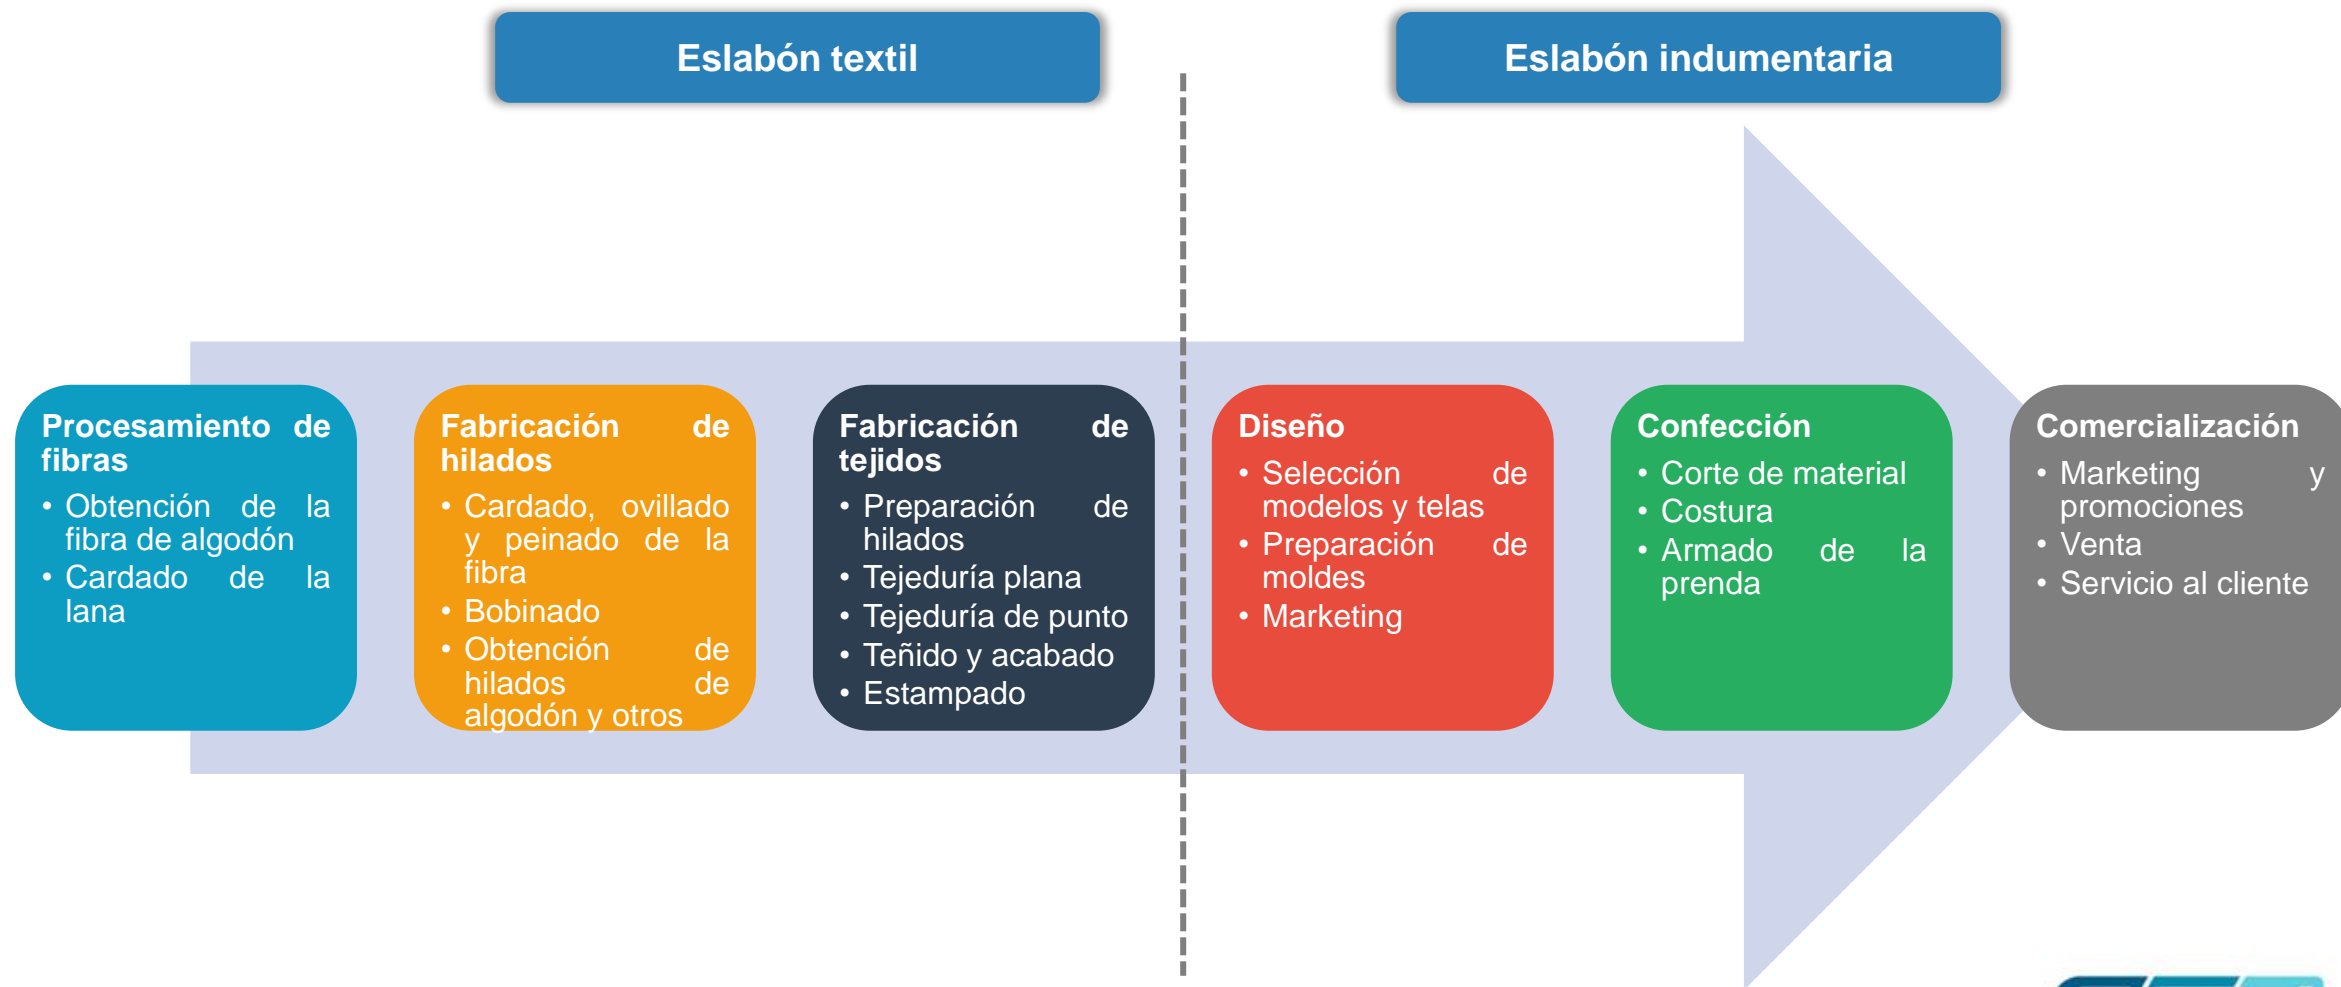 Eslabón textil
Eslabón indumentaria
Procesamiento de
fibras
• Obtención de la
fibra de algodón
• Cardado de la
lana
Fabricación de
hilados
• Cardado, ovillado
y peinado de la
fibra
• Bobinado
• Obtención de
hilados de
algodón y otros
Fabricación de
tejidos
• Preparación de
hilados
• Tejeduría plana
• Tejeduría de punto
• Teñido y acabado
• Estampado
Diseño
• Selección de
modelos y telas
• Preparación de
moldes
• Marketing
Confección
• Corte de material
• Costura
• Armado de la
prenda
Comercialización
• Marketing y
promociones
• Venta
• Servicio al cliente